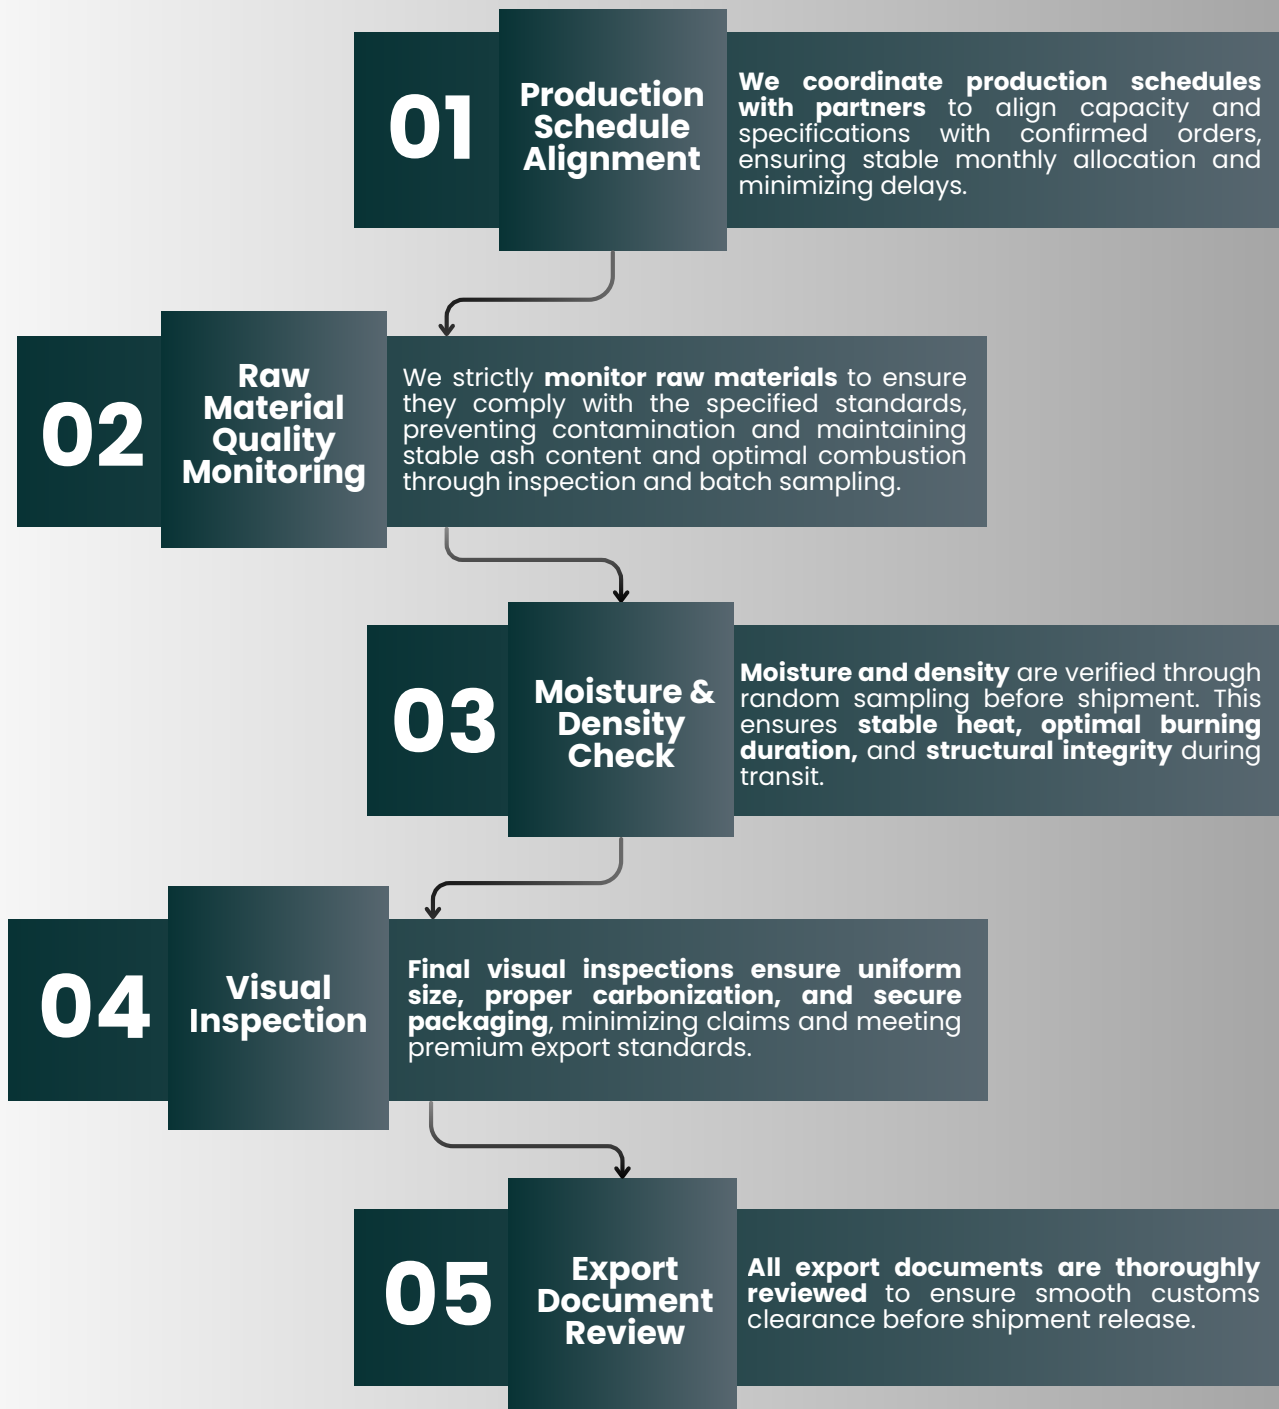 01
Production
Schedule
Alignment
We coordinate production schedules
with partners to align capacity and
specifications with confirmed orders,
ensuring stable monthly allocation and
minimizing delays.
02
Raw
Material
Quality
Monitoring
We strictly monitor raw materials to ensure
they comply with the specified standards,
preventing contamination and maintaining
stable ash content and optimal combustion
through inspection and batch sampling.
03
Moisture &
Density
Check
Moisture and density are verified through
random sampling before shipment. This
ensures stable heat, optimal burning
duration, and structural integrity during
transit.
04
Visual
Inspection
Final visual inspections ensure uniform
size, proper carbonization, and secure
packaging, minimizing claims and meeting
premium export standards.
05
Export
Document
Review
All export documents are thoroughly
reviewed to ensure smooth customs
clearance before shipment release.